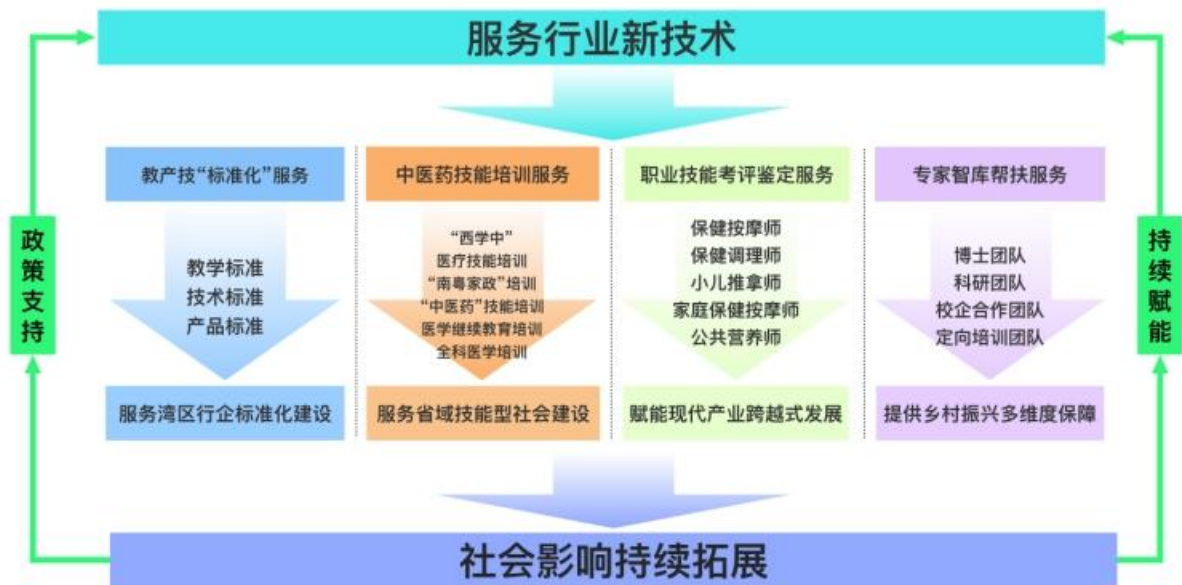 服务行业新技术
教产技“标准化”服务
中医药技能培训服务
职业技能考评鉴定服务
专家智库帮扶服务
教学标准
技术标准
产品标准
“西学中”
医疗技能培训
“南粤家政”培训
“中医药”技能培训
医学继续教育培训
全科医学培训
保健按摩师
保健调理师
小儿推拿师
家庭保健按摩师
公共营养师
博士团队
科研团队
校企合作团队
定向培训团队
服务湾区行企标准化建设
服务省域技能型社会建设
赋能现代产业跨越式发展
提供乡村振兴多维度保障
政策支持
持续赋能
社会影响持续拓展